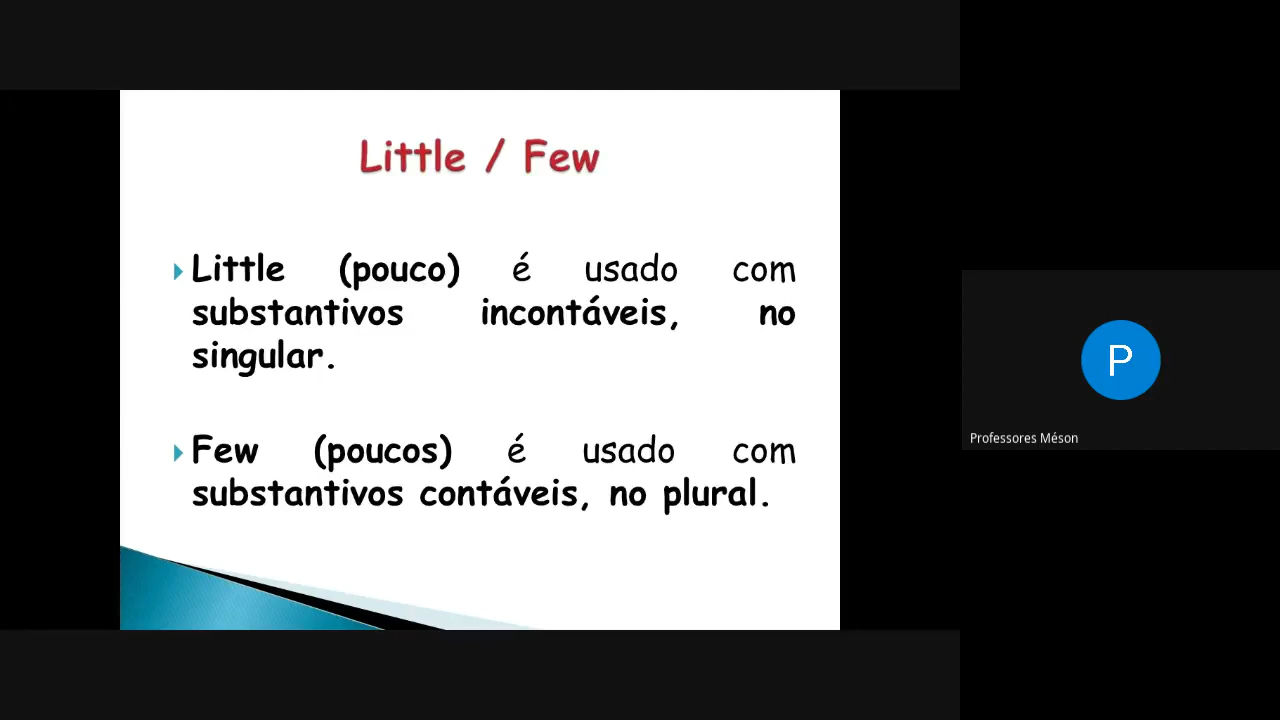 Little / Few
Little (pouco) é usado com
substantivos incontáveis, no
singular.
Few (poucos) é usado com
substantivos contáveis, no plural.
P
Professores Méson